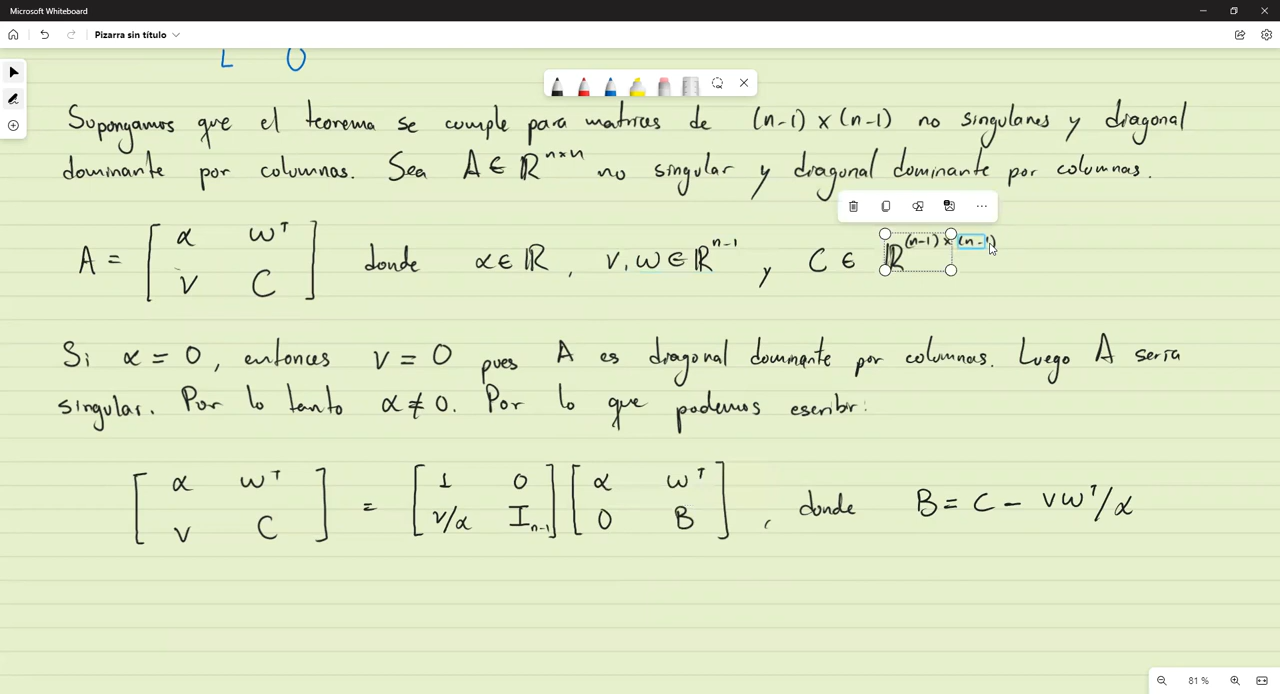 Microsoft Whiteboard
Pizarra sin título
L 0
Supongamos que el teorema se cumple para matrices de (n-1) x (n-1) no singulares y diagonal
dominante por columnas. Sea A ∈ ℝ^{n×n} no singular y diagonal dominante por columnas.
A = [ α w^T ; v C ] donde α ∈ ℝ, v, w ∈ ℝ^{n-1}, y C ∈ ℝ^{(n-1)×(n-1)}
Si α = 0, entonces v = 0 pues A es diagonal dominante por columnas. Luego A sería
singular. Por lo tanto α ≠ 0. Por lo que podemos escribir:
[ α w^T ; v C ] = [ 1 0 ; v/α I_{n-1} ] [ α w^T ; 0 B ], donde B = C - vw^T/α
81 %